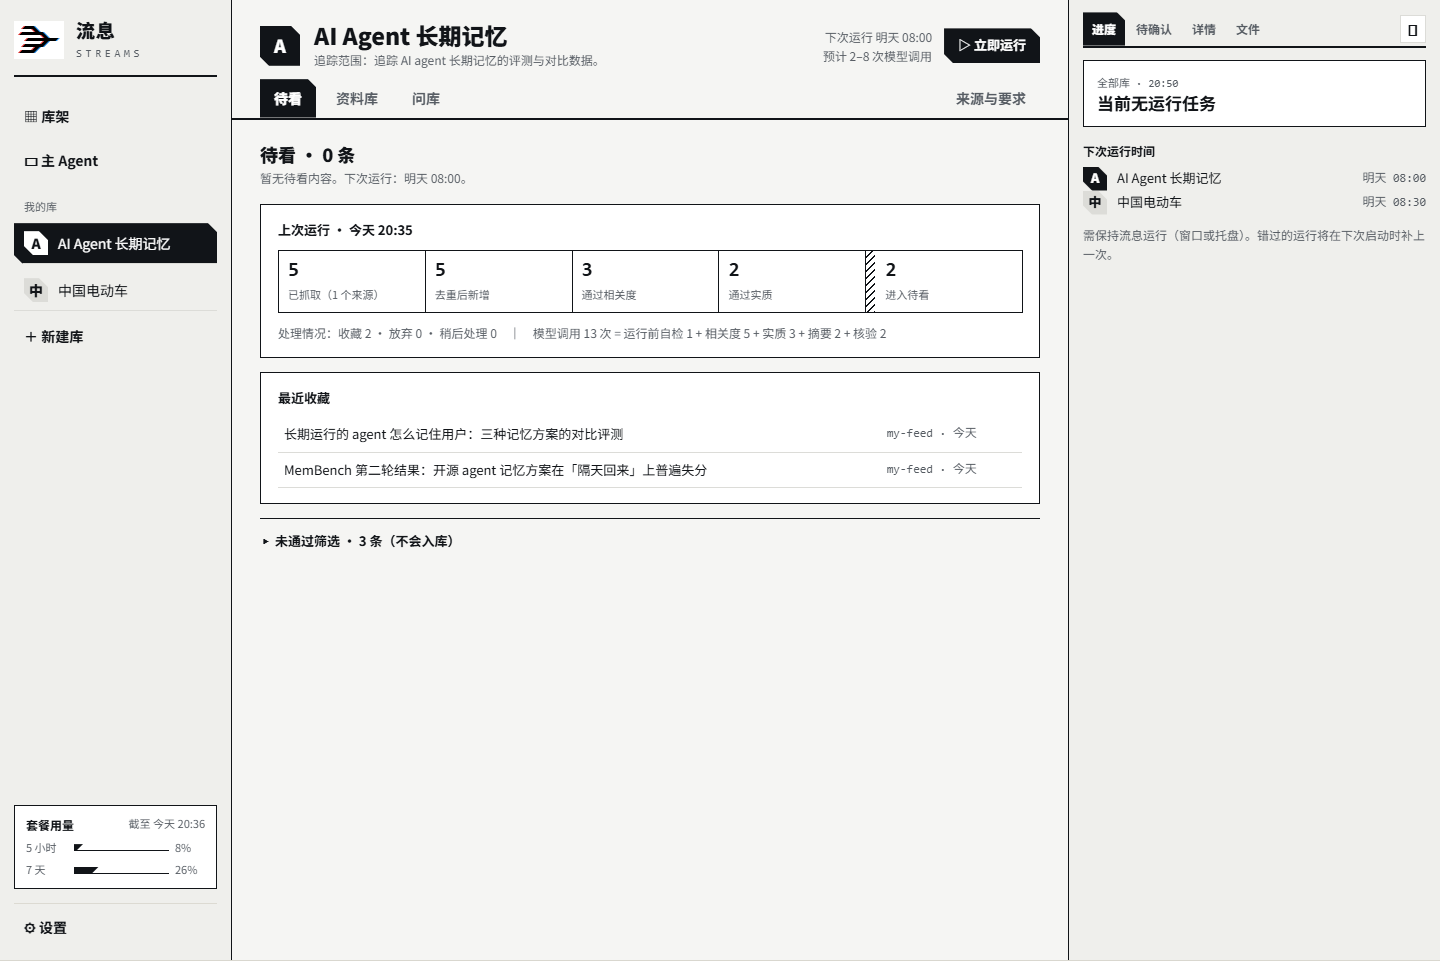 流息
STREAMS
库架
主 Agent
我的库
A AI Agent 长期记忆
中 中国电动车
+ 新建库
套餐用量 截至 今天 20:36
5 小时 8%
7 天 26%
设置
A
AI Agent 长期记忆
追踪范围：追踪 AI agent 长期记忆的评测与对比数据。
下次运行 明天 08:00
预计 2–8 次模型调用
▷ 立即运行
待看 资料库 问库 来源与要求
待看 · 0 条
暂无待看内容。下次运行：明天 08:00。
上次运行 · 今天 20:35
5 5 3 2 2
已抓取（1 个来源） 去重后新增 通过相关度 通过实质 进入待看
处理情况：收藏 2 · 放弃 0 · 稍后处理 0 | 模型调用 13 次 = 运行前自检 1 + 相关度 5 + 实质 3 + 摘要 2 + 核验 2
最近收藏
长期运行的 agent 怎么记住用户：三种记忆方案的对比评测 my-feed · 今天
MemBench 第二轮结果：开源 agent 记忆方案在「隔天回来」上普遍失分 my-feed · 今天
▸ 未通过筛选 · 3 条（不会入库）
进度 待确认 详情 文件
全部库 · 20:50
当前无运行任务
下次运行时间
A AI Agent 长期记忆 明天 08:00
中 中国电动车 明天 08:30
需保持流息运行（窗口或托盘）。错过的运行将在下次启动时补上
一次。